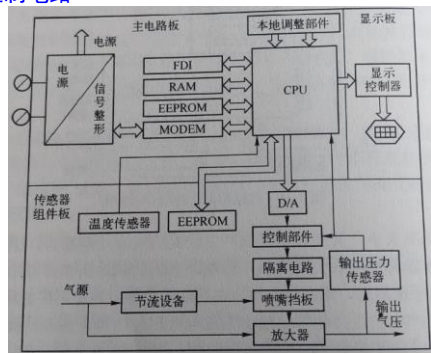 主电路板
本地调整部件
显示板
电源
电
源
信
号
整
形
FDI
RAM
EEPROM
MODEM
CPU
显示
控制器
传感器
组件板
温度传感器
EEPROM
D/A
控制部件
隔离电路
输出压力
传感器
气源
节流设备
喷嘴挡板
放大器
输出
气压